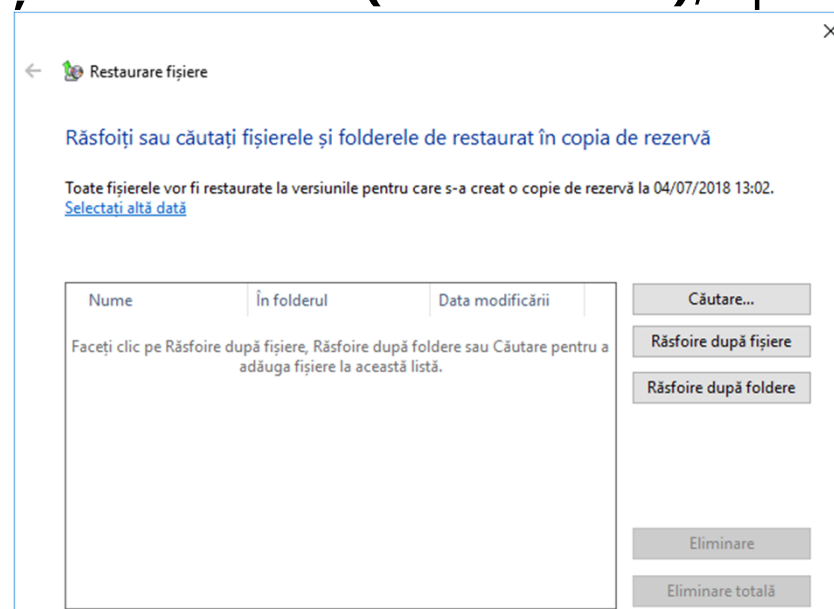 Restaurare fișiere
Răsfoiți sau căutați fișierele și folderele de restaurat în copia de rezervă
Toate fișierele vor fi restaurate la versiunile pentru care s-a creat o copie de rezervă la 04/07/2018 13:02.
Selectați altă dată
Nume În folderul Data modificării
Căutare...
Faceți clic pe Răsfoire după fișiere, Răsfoire după foldere sau Căutare pentru a
adăuga fișiere la această listă.
Răsfoire după fișiere
Răsfoire după foldere
Eliminare
Eliminare totală